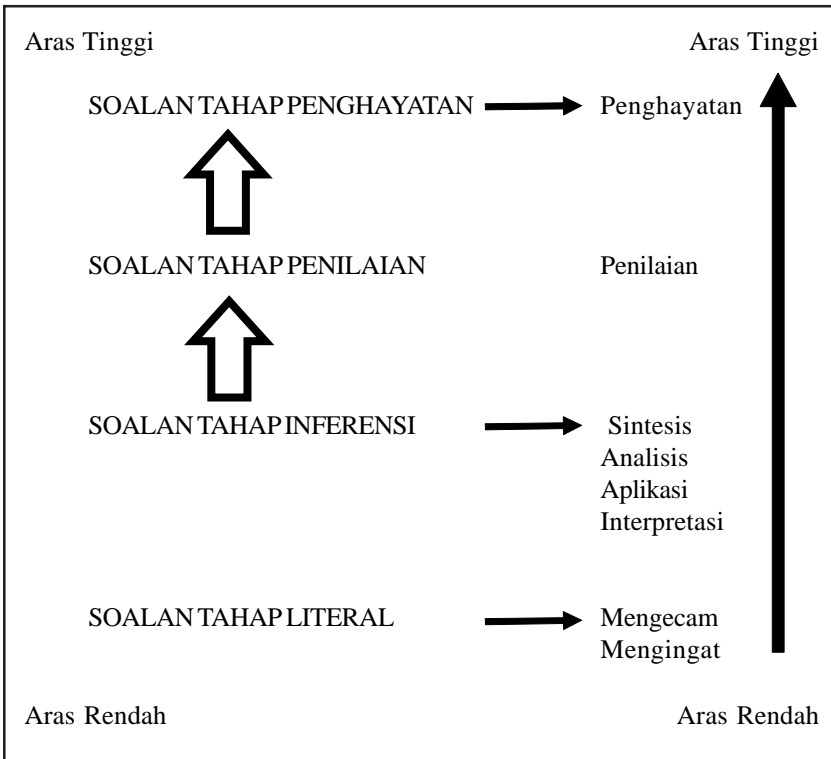 Aras Tinggi Aras Tinggi
SOALAN TAHAP PENGHAYATAN Penghayatan
SOALAN TAHAP PENILAIAN Penilaian
SOALAN TAHAP INFERENSI Sintesis
Analisis
Aplikasi
Interpretasi
SOALAN TAHAP LITERAL Mengecam
Mengingat
Aras Rendah Aras Rendah